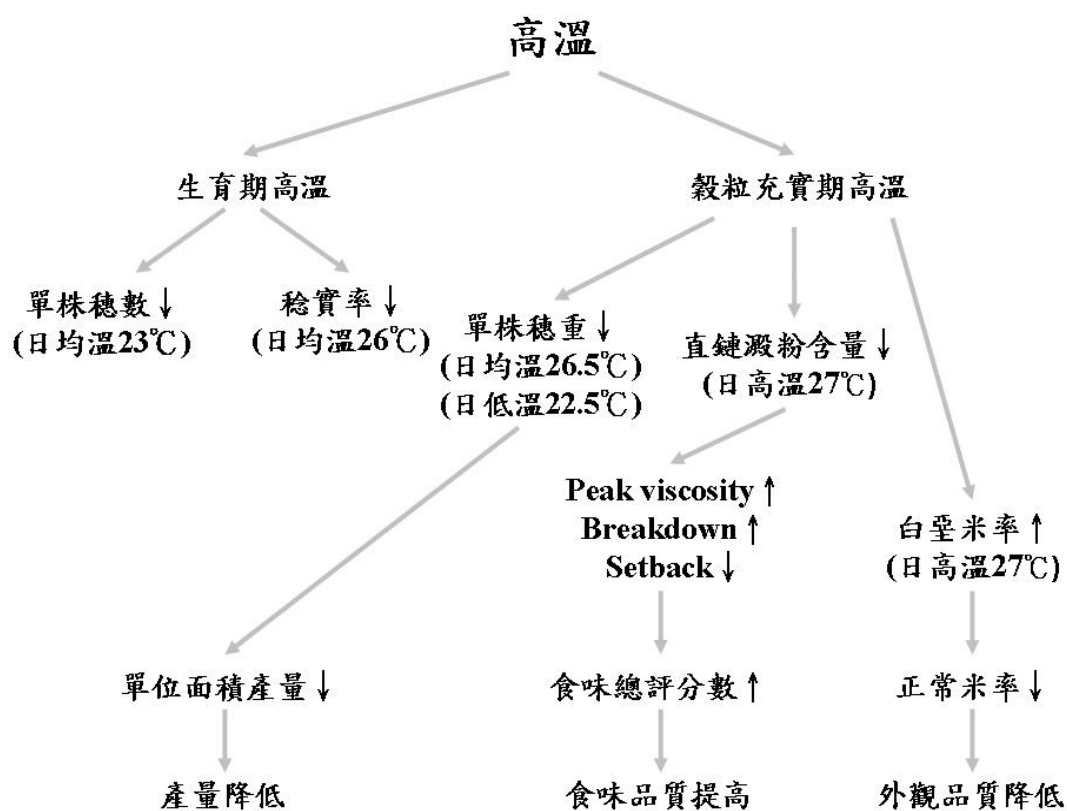 高溫
生育期高溫
穀粒充實期高溫
單株穗數↓
(日均溫23℃)
稔實率↓
(日均溫26℃)
單株穗重↓
(日均溫26.5℃)
(日低溫22.5℃)
直鏈澱粉含量↓
(日高溫27℃)
Peak viscosity↑
Breakdown↑
Setback↓
白堊米率↑
(日高溫27℃)
單位面積產量↓
食味總評分數↑
正常米率↓
產量降低
食味品質提高
外觀品質降低